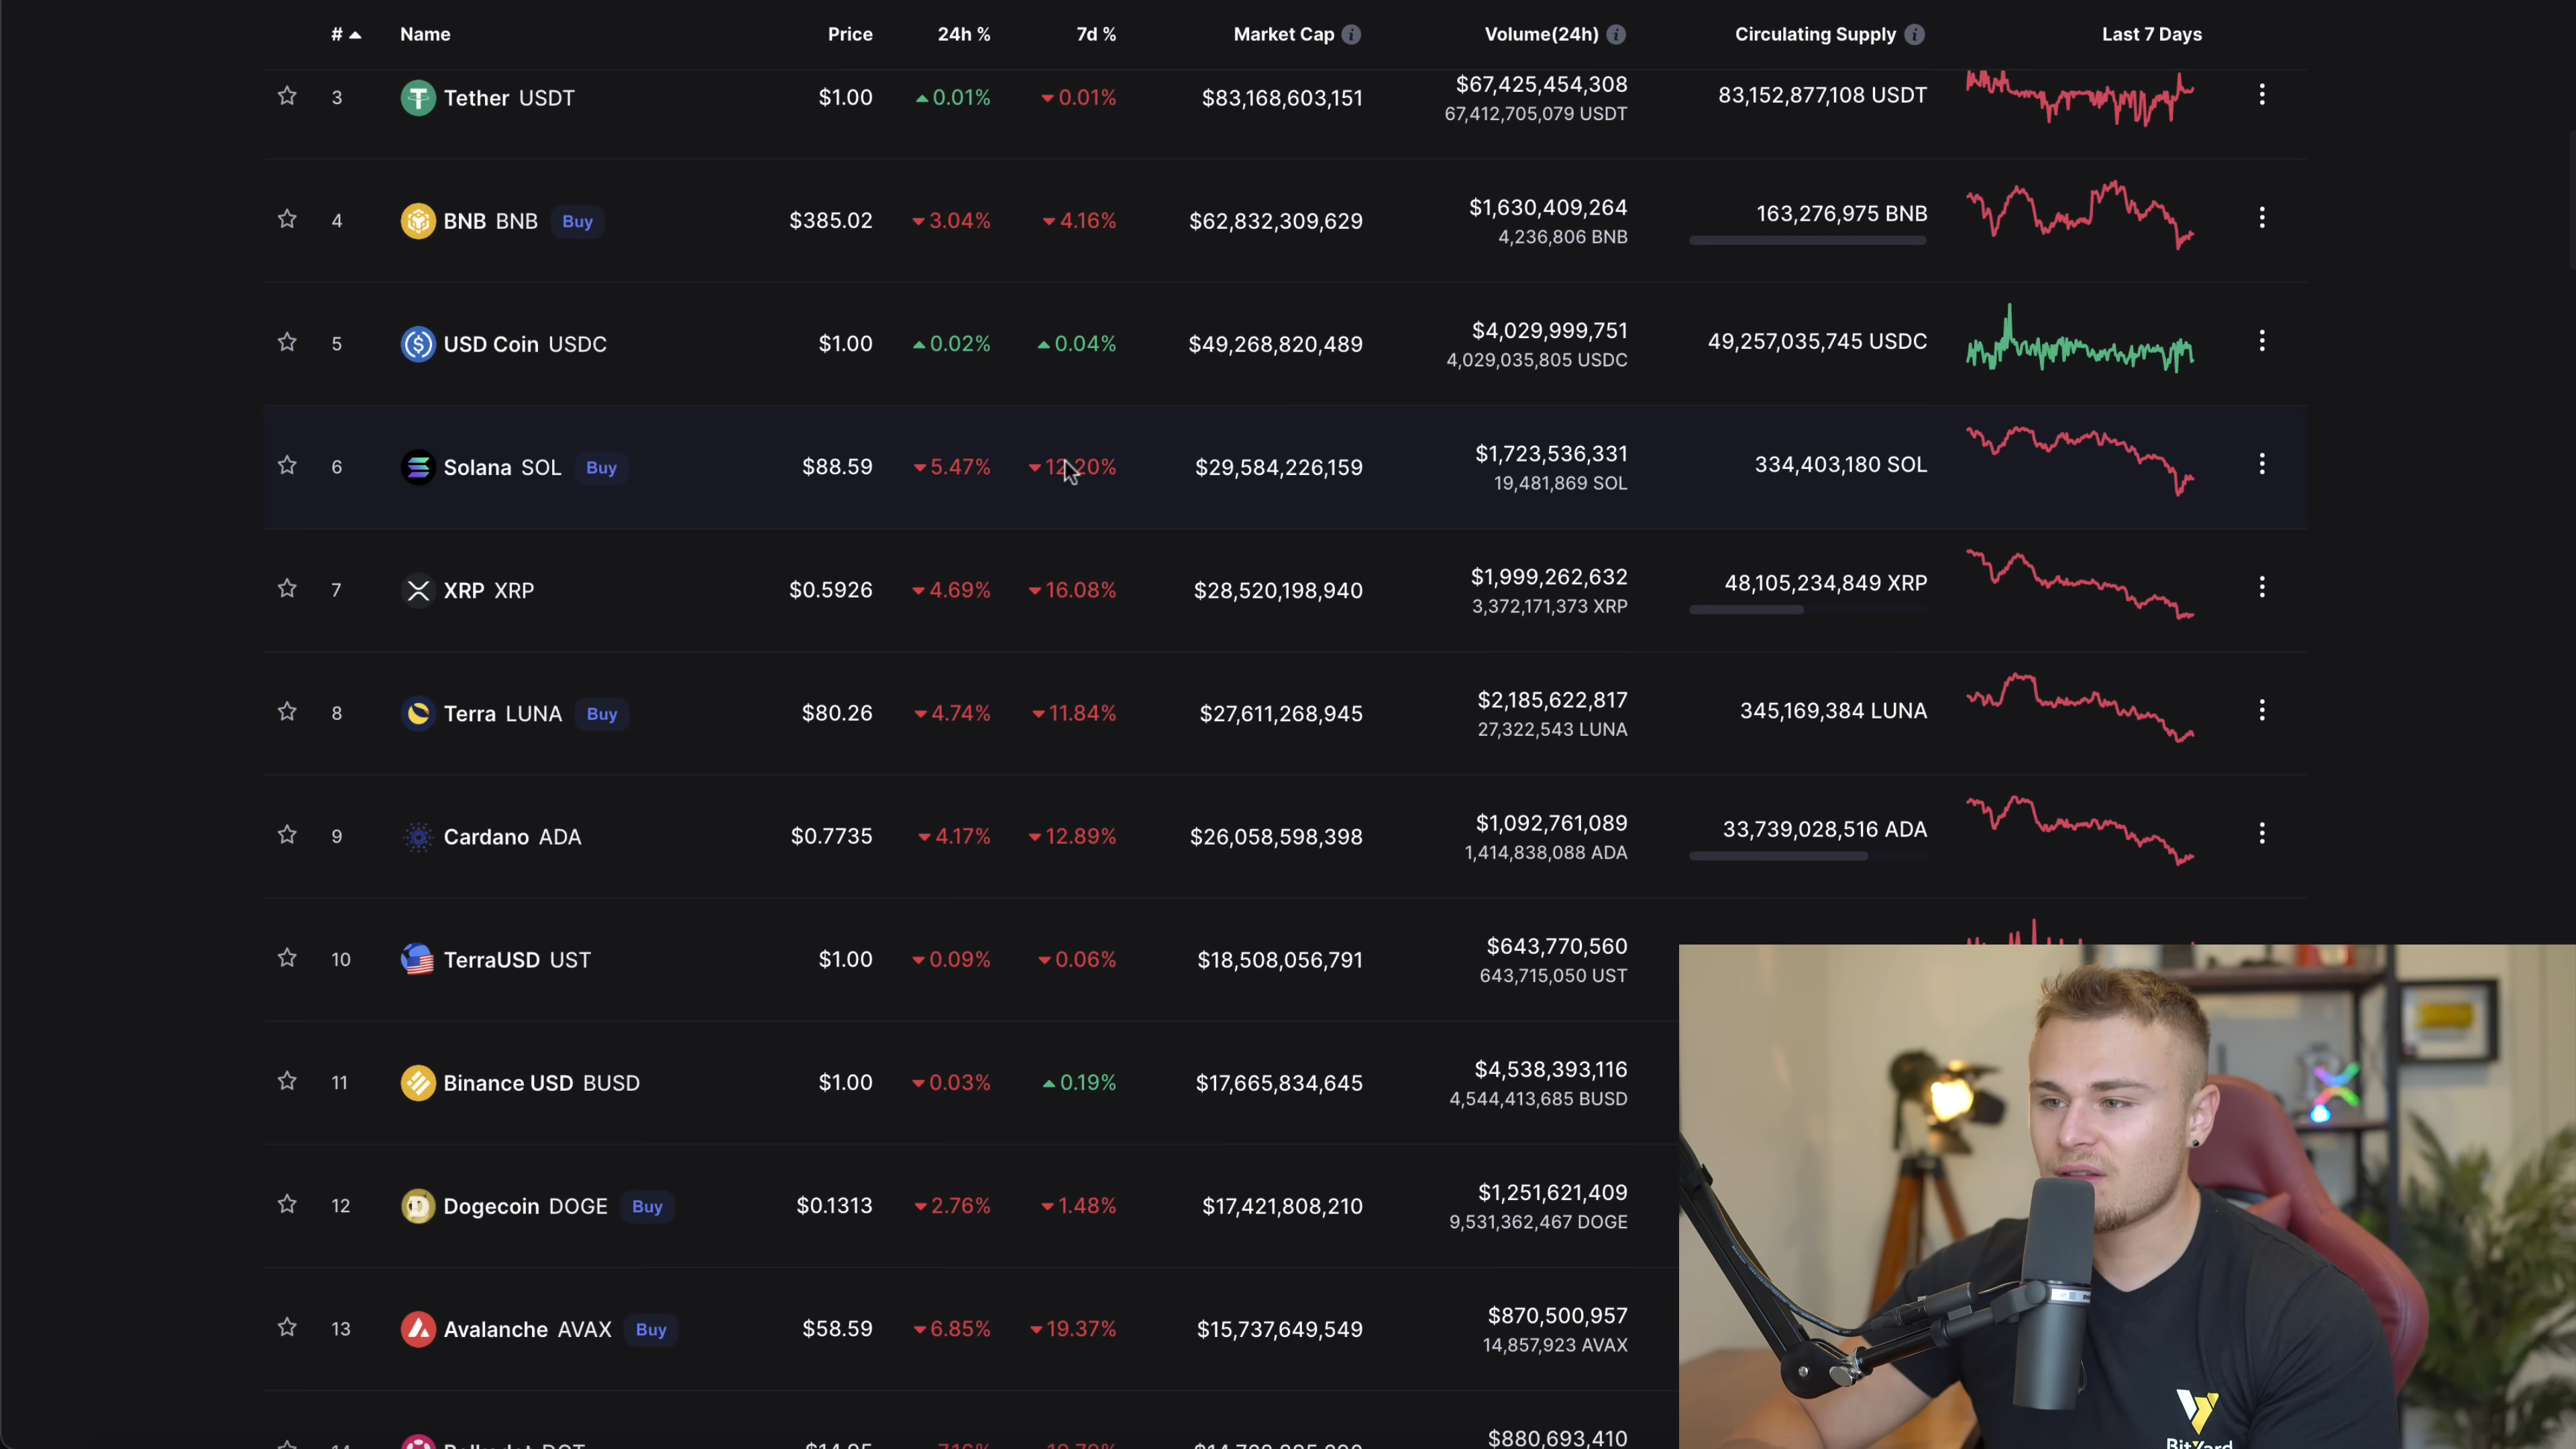 # Name Price 24h % 7d % Market Cap Volume(24h) Circulating Supply Last 7 Days
3 Tether USDT $1.00 0.01% 0.01% $83,168,603,151 $67,425,454,308 83,152,877,108 USDT
67,412,705,079 USDT
4 BNB BNB Buy $385.02 3.04% 4.16% $62,832,309,629 $1,630,409,264 163,276,975 BNB
4,236,806 BNB
5 USD Coin USDC $1.00 0.02% 0.04% $49,268,820,489 $4,029,999,751 49,257,035,745 USDC
4,029,035,805 USDC
6 Solana SOL Buy $88.59 5.47% 12.20% $29,584,226,159 $1,723,536,331 334,403,180 SOL
19,481,869 SOL
7 XRP XRP $0.5926 4.69% 16.08% $28,520,198,940 $1,999,262,632 48,105,234,849 XRP
3,372,171,373 XRP
8 Terra LUNA Buy $80.26 4.74% 11.84% $27,611,268,945 $2,185,622,817 345,169,384 LUNA
27,322,543 LUNA
9 Cardano ADA $0.7735 4.17% 12.89% $26,058,598,398 $1,092,761,089 33,739,028,516 ADA
1,414,838,088 ADA
10 TerraUSD UST $1.00 0.09% 0.06% $18,508,056,791 $643,770,560
643,715,050 UST
11 Binance USD BUSD $1.00 0.03% 0.19% $17,665,834,645 $4,538,393,116
4,544,413,685 BUSD
12 Dogecoin DOGE Buy $0.1313 2.76% 1.48% $17,421,808,210 $1,251,621,409
9,531,362,467 DOGE
13 Avalanche AVAX Buy $58.59 6.85% 19.37% $15,737,649,549 $870,500,957
14,857,923 AVAX
$880,693,410